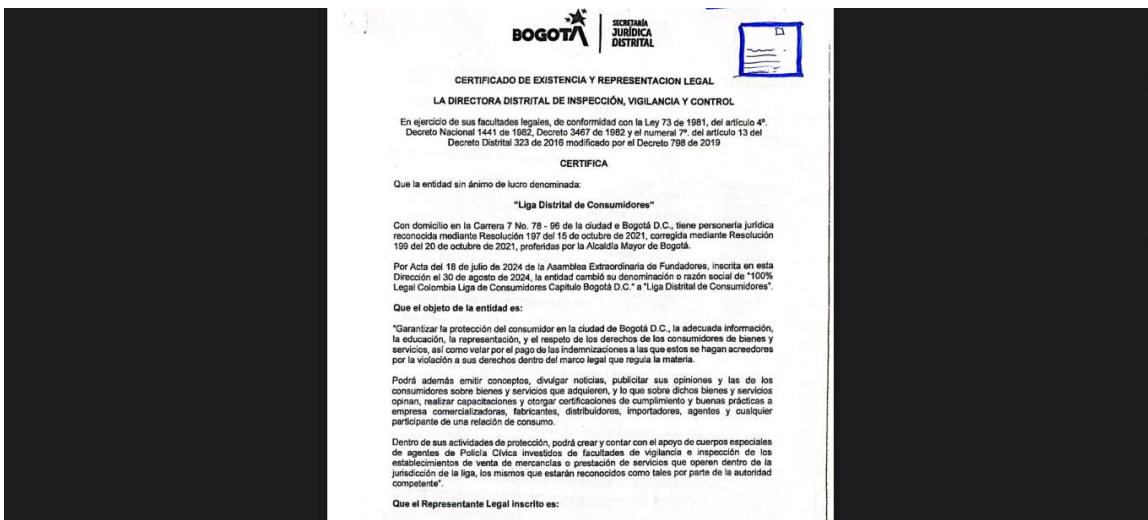 BOGOTÁ
SECRETARÍA
JURÍDICA
DISTRITAL
CERTIFICADO DE EXISTENCIA Y REPRESENTACION LEGAL
LA DIRECTORA DISTRITAL DE INSPECCIÓN, VIGILANCIA Y CONTROL
En ejercicio de sus facultades legales, de conformidad con la Ley 73 de 1981, del artículo 4º.
Decreto Nacional 1441 de 1982, Decreto 3467 de 1982 y el numeral 7º. del artículo 13 del
Decreto Distrital 323 de 2016 modificado por el Decreto 798 de 2019
CERTIFICA
Que la entidad sin ánimo de lucro denominada:
"Liga Distrital de Consumidores"
Con domicilio en la Carrera 7 No. 78 - 96 de la ciudad e Bogotá D.C., tiene personería jurídica
reconocida mediante Resolución 197 del 15 de octubre de 2021, corregida mediante Resolución
199 del 20 de octubre de 2021, proferidas por la Alcaldía Mayor de Bogotá.
Por Acta del 18 de julio de 2024 de la Asamblea Extraordinaria de Fundadores, inscrita en esta
Dirección el 30 de agosto de 2024, la entidad cambió su denominación o razón social de "100%
Legal Colombia Liga de Consumidores Capitulo Bogotá D.C." a "Liga Distrital de Consumidores".
Que el objeto de la entidad es:
"Garantizar la protección del consumidor en la ciudad de Bogotá D.C., la adecuada información,
la educación, la representación, y el respeto de los derechos de los consumidores de bienes y
servicios, así como velar por el pago de las indemnizaciones a las que estos se hagan acreedores
por la violación a sus derechos dentro del marco legal que regula la materia.
Podrá además emitir conceptos, divulgar noticias, publicitar sus opiniones y las de los
consumidores sobre bienes y servicios que adquieren, y lo que sobre dichos bienes y servicios
opinan, realizar capacitaciones y otorgar certificaciones de cumplimiento y buenas prácticas a
empresa comercializadoras, fabricantes, distribuidores, importadores, agentes y cualquier
participante de una relación de consumo.
Dentro de sus actividades de protección, podrá crear y contar con el apoyo de cuerpos especiales
de agentes de Policía Cívica investidos de facultades de vigilancia e inspección de los
establecimientos de venta de mercancías o prestación de servicios que operen dentro de la
jurisdicción de la liga, los mismos que estarán reconocidos como tales por parte de la autoridad
competente".
Que el Representante Legal inscrito es: